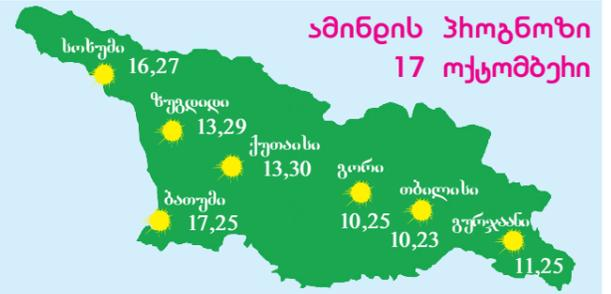 ამინდის პროგნოზი
17 ოქტომბერი
სოხუმი
16,27
ზუგდიდი
13,29
ქუთაისი
13,30
გორი
10,25
თბილისი
10,23
ბათუმი
17,25
გურჯაანი
11,25